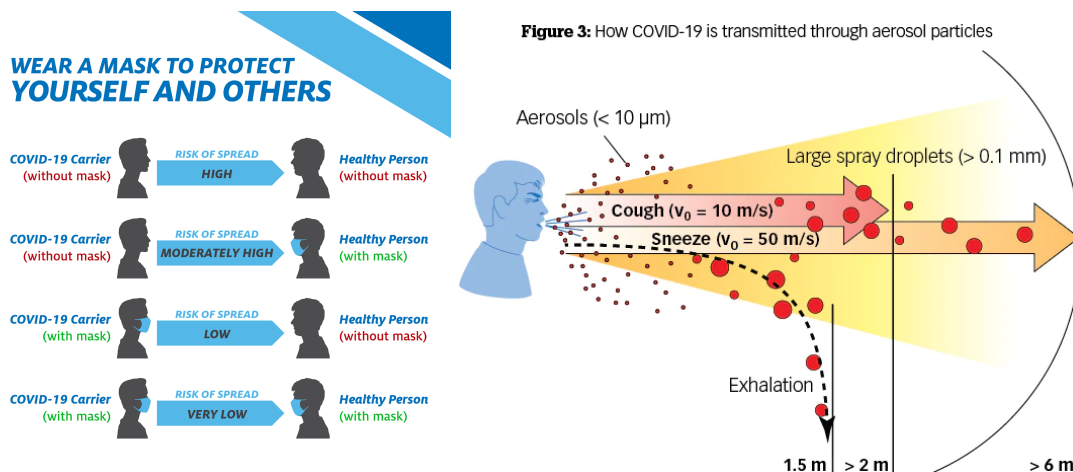 WEAR A MASK TO PROTECT
YOURSELF AND OTHERS
COVID-19 Carrier
(without mask)
RISK OF SPREAD
HIGH
Healthy Person
(without mask)
COVID-19 Carrier
(without mask)
RISK OF SPREAD
MODERATELY HIGH
Healthy Person
(with mask)
COVID-19 Carrier
(with mask)
RISK OF SPREAD
LOW
Healthy Person
(without mask)
COVID-19 Carrier
(with mask)
RISK OF SPREAD
VERY LOW
Healthy Person
(with mask)
Figure 3: How COVID-19 is transmitted through aerosol particles
Aerosols (< 10 µm)
Large spray droplets (> 0.1 mm)
Cough (v₀ = 10 m/s)
Sneeze (v₀ = 50 m/s)
Exhalation
1.5 m
> 2 m
> 6 m